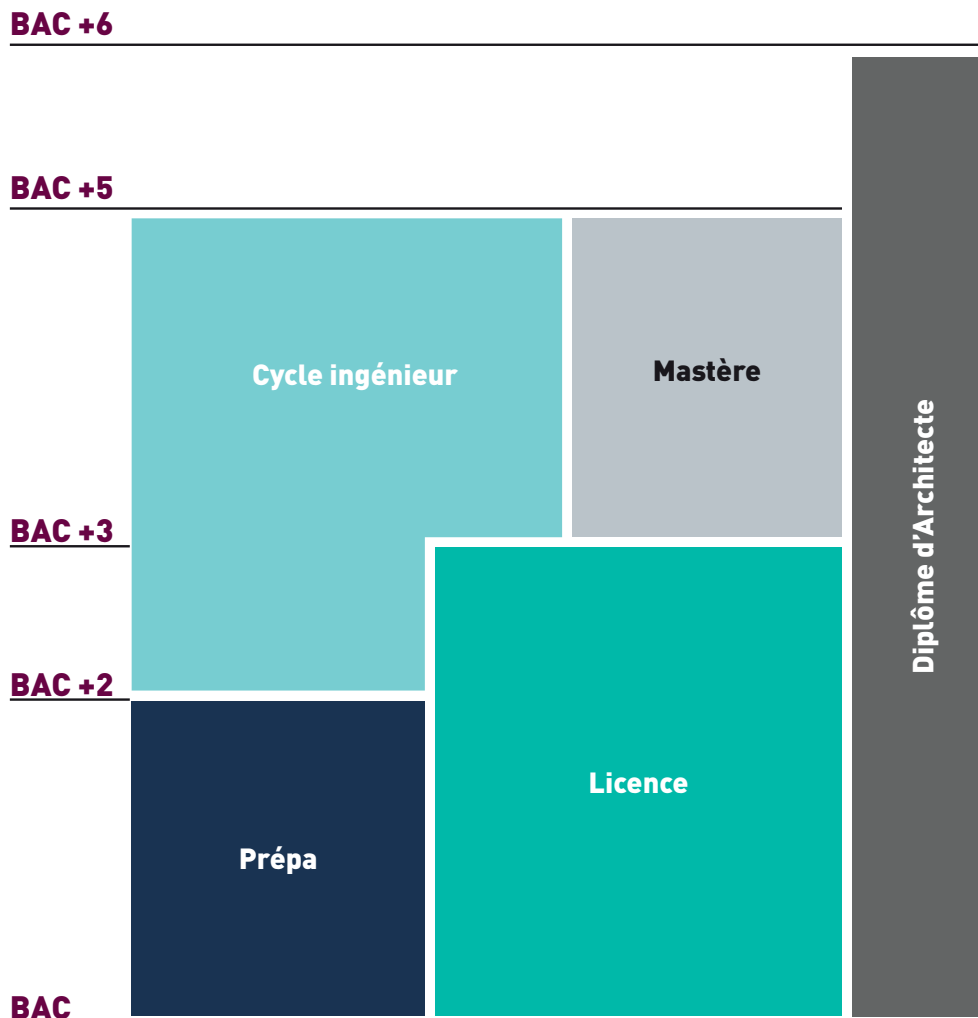 BAC +6
BAC +5
Cycle ingénieur
Mastère
Diplôme d'Architecte
BAC +3
BAC +2
Licence
Prépa
BAC